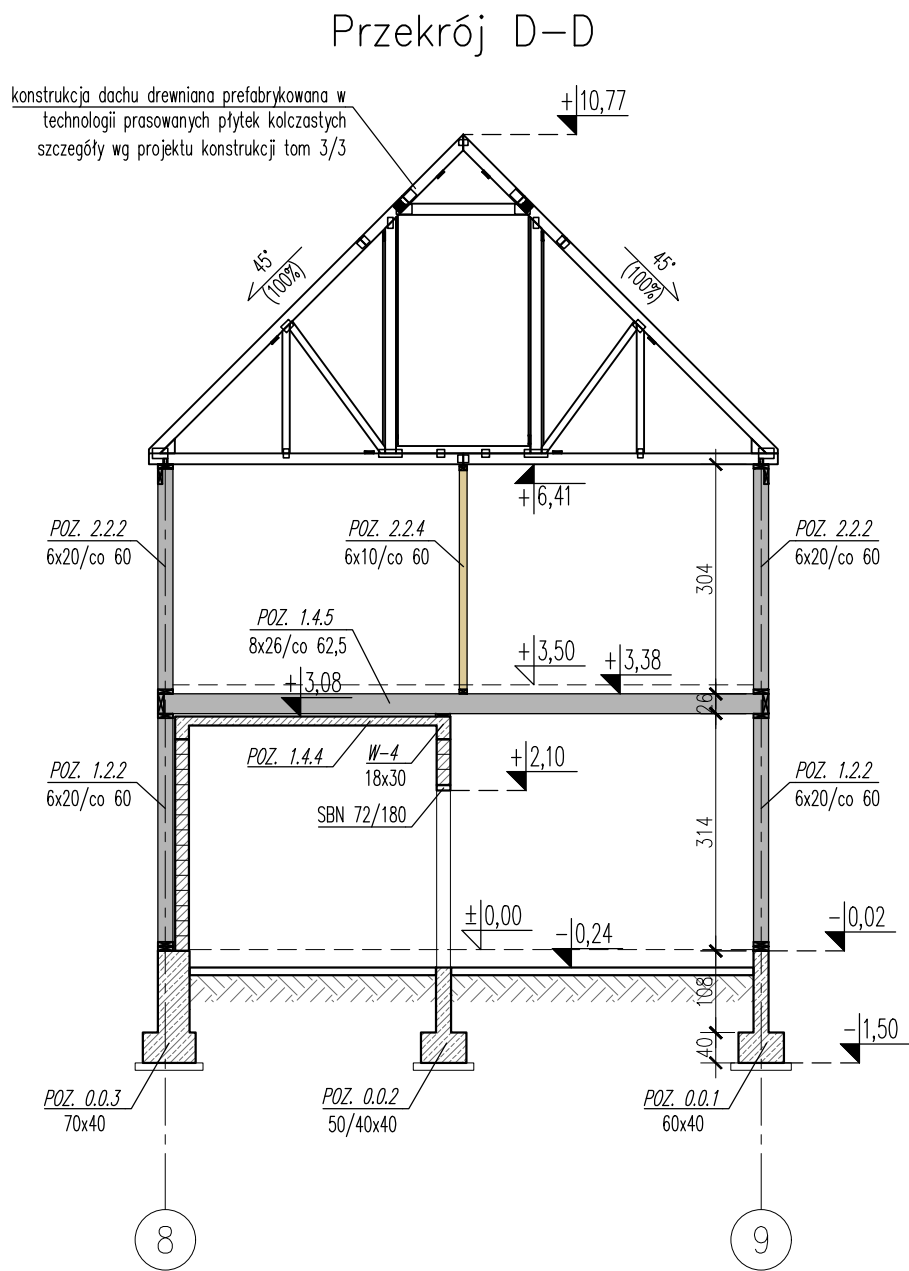 Przekrój D-D
konstrukcja dachu drewniana prefabrykowana w
technologii prasowanych płytek kolczastych
szczegóły wg projektu konstrukcji tom 3/3
+10,77
45°
(100%)
45°
(100%)
+6,41
POZ. 2.2.2
6x20/co 60
POZ. 2.2.4
6x10/co 60
POZ. 2.2.2
6x20/co 60
304
POZ. 1.4.5
8x26/co 62,5
+3,50
+3,38
+3,08
26
POZ. 1.4.4
W-4
18x30
+2,10
POZ. 1.2.2
6x20/co 60
POZ. 1.2.2
6x20/co 60
SBN 72/180
314
±0,00
-0,24
-0,02
108
40
-1,50
POZ. 0.0.3
70x40
POZ. 0.0.2
50/40x40
POZ. 0.0.1
60x40
8
9